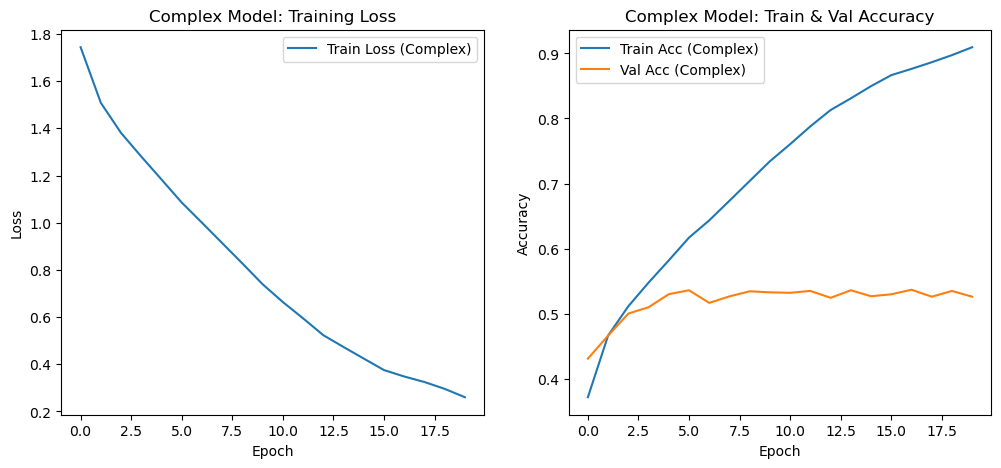 Complex Model: Training Loss
Train Loss (Complex)
1.8
1.6
1.4
1.2
1.0
0.8
0.6
0.4
0.2
Loss
0.0 2.5 5.0 7.5 10.0 12.5 15.0 17.5
Epoch
Complex Model: Train & Val Accuracy
Train Acc (Complex)
Val Acc (Complex)
0.9
0.8
0.7
0.6
0.5
0.4
Accuracy
0.0 2.5 5.0 7.5 10.0 12.5 15.0 17.5
Epoch